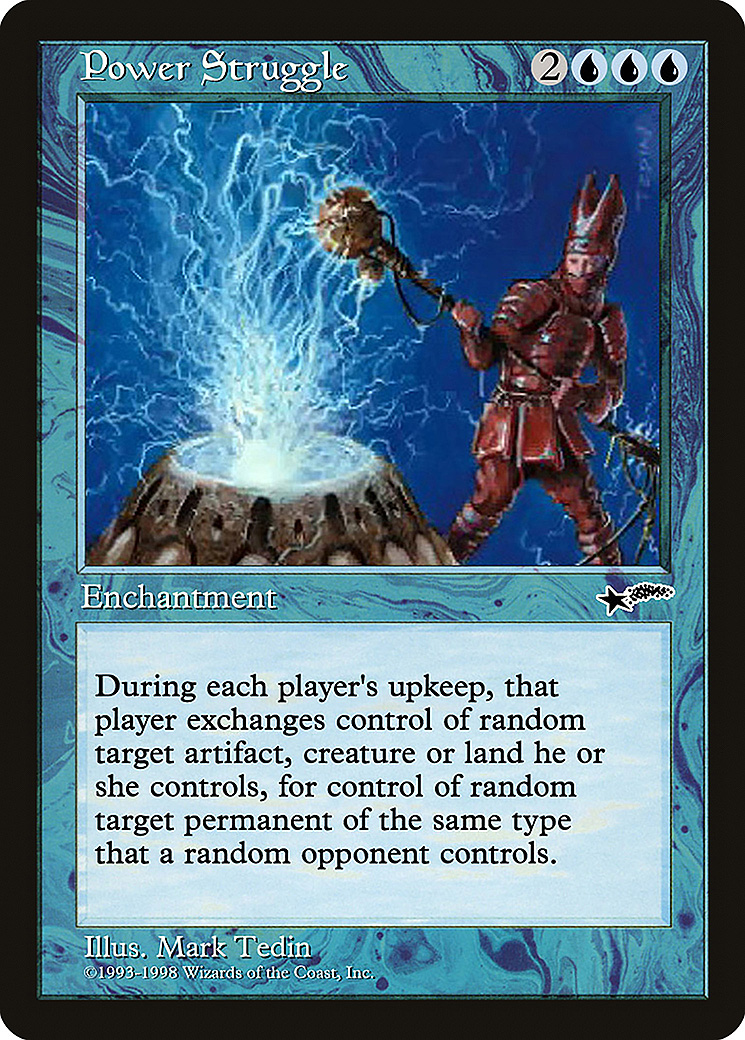 Power Struggle 2
TEDIN
Enchantment
During each player's upkeep, that
player exchanges control of random
target artifact, creature or land he or
she controls, for control of random
target permanent of the same type
that a random opponent controls.
Illus. Mark Tedin
©1993-1998 Wizards of the Coast, Inc.